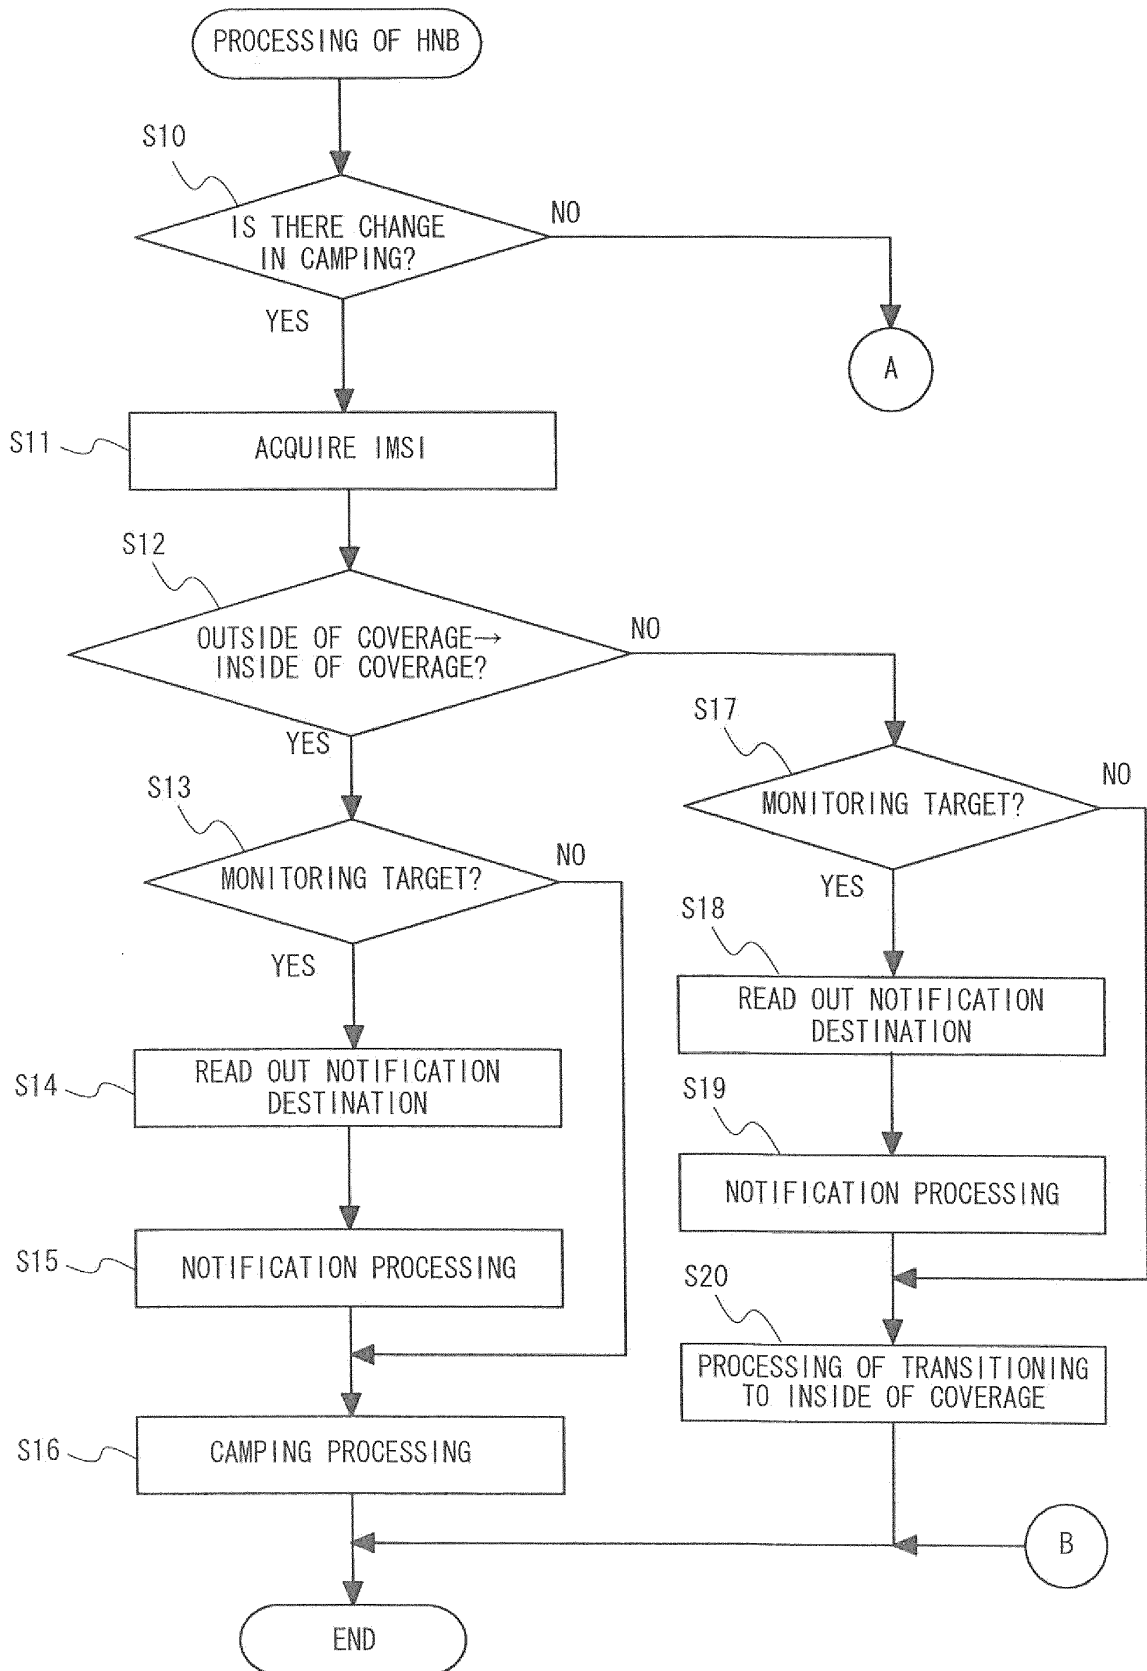 PROCESSING OF HNB
S10
IS THERE CHANGE
IN CAMPING?
NO
YES
A
S11
ACQUIRE IMSI
S12
OUTSIDE OF COVERAGE→
INSIDE OF COVERAGE?
NO
YES
S17
MONITORING TARGET?
NO
YES
S13
MONITORING TARGET?
NO
YES
S18
READ OUT NOTIFICATION
DESTINATION
S14
READ OUT NOTIFICATION
DESTINATION
S19
NOTIFICATION PROCESSING
S15
NOTIFICATION PROCESSING
S20
PROCESSING OF TRANSITIONING
TO INSIDE OF COVERAGE
S16
CAMPING PROCESSING
B
END